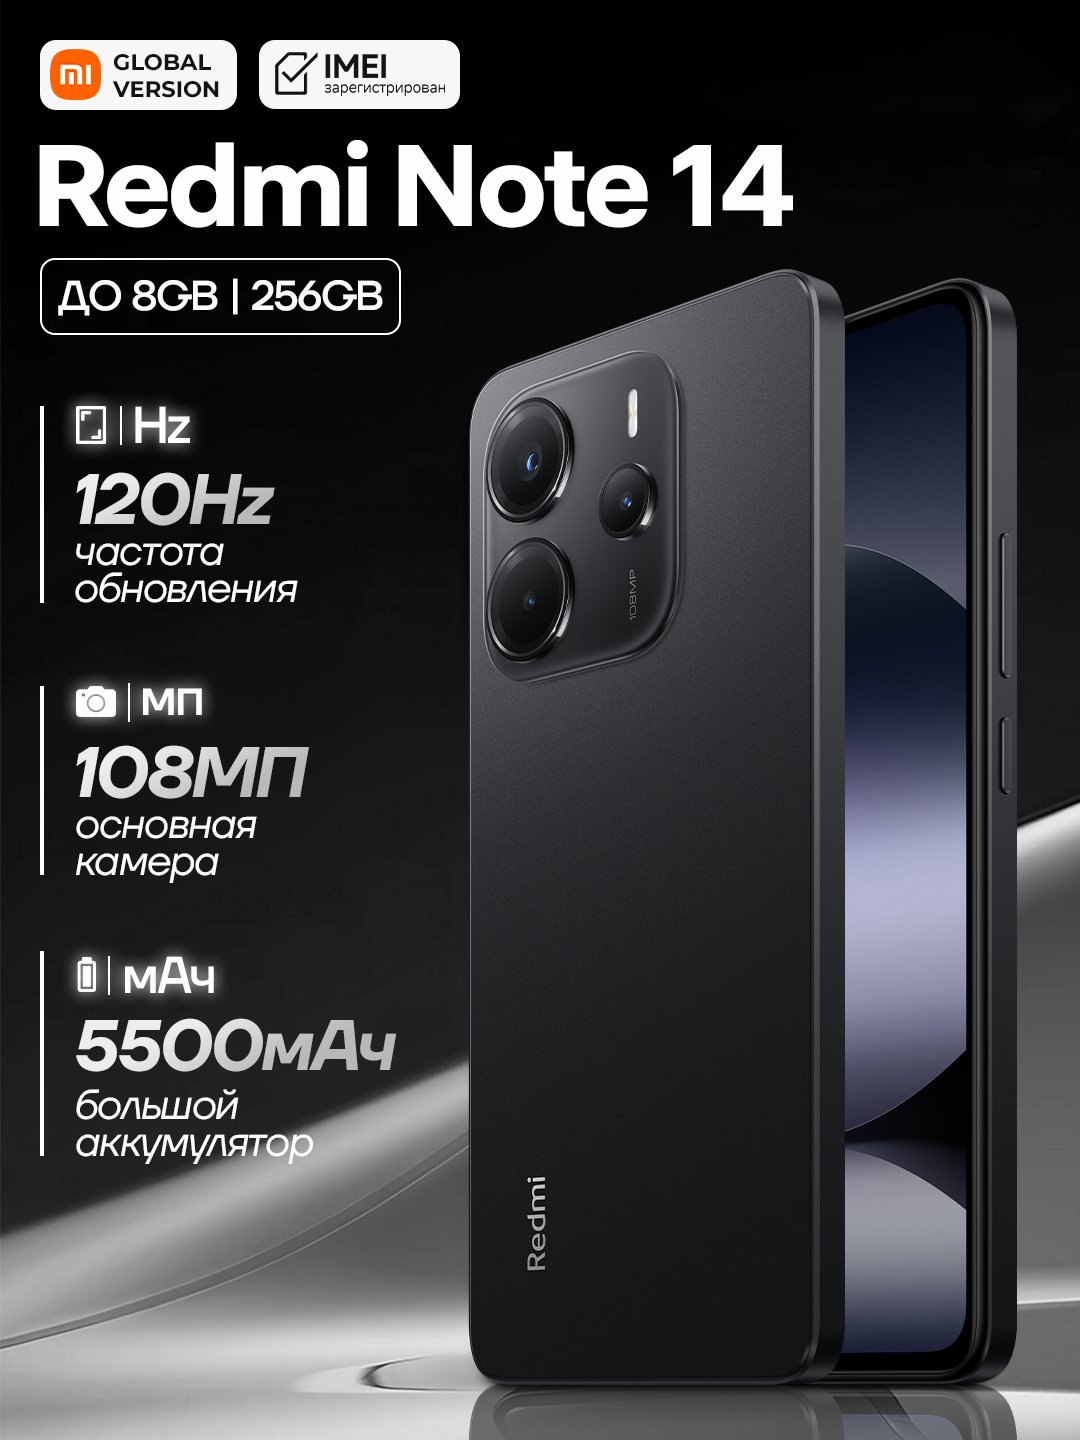 mi
GLOBAL
VERSION
IMEI
зарегистрирован
Redmi Note 14
ДО 8GB | 256GB
Hz
120Hz
частота
обновления
МП
108МП
основная
камера
мАч
5500мАч
большой
аккумулятор
108MP
Redmi